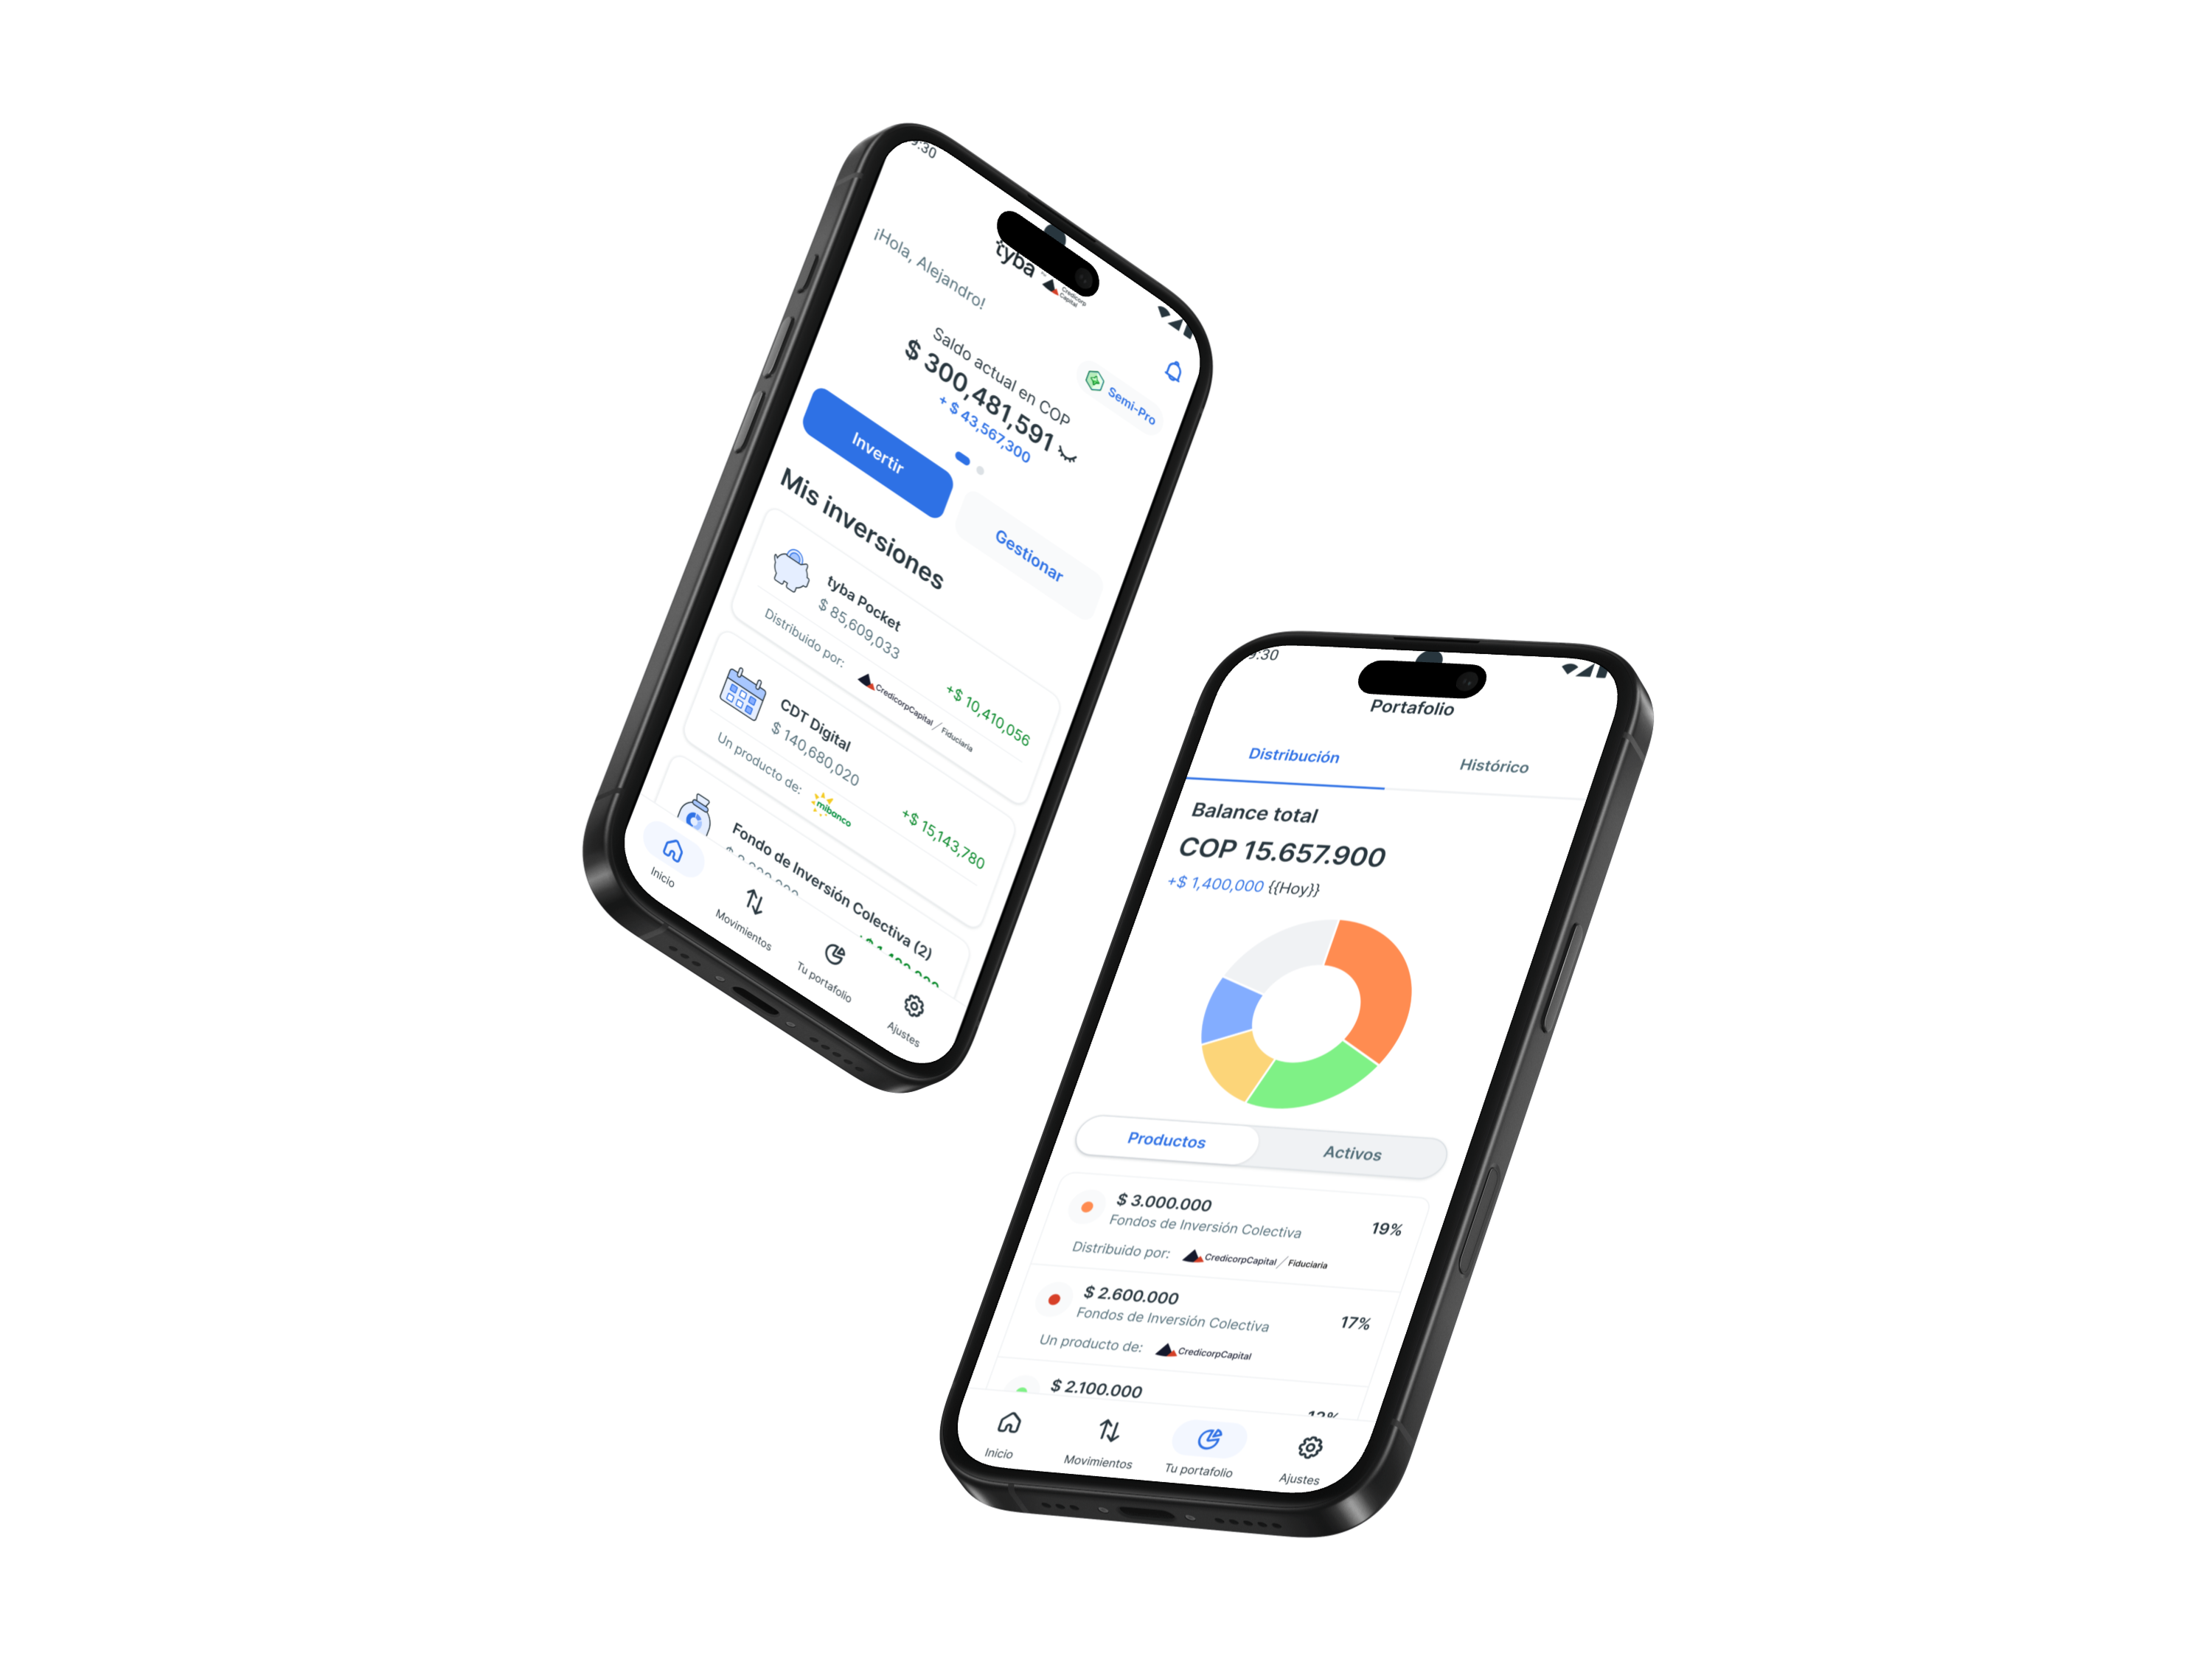 9:30
tyba
Credicorp
Capital
¡Hola, Alejandro!
Semi-Pro
Saldo actual en COP
$ 300,481,591
+ $ 43,567,300
Invertir
Gestionar
Mis inversiones
tyba Pocket
$ 85,609,033
+$ 10,410,056
Distribuido por:
CredicorpCapital / Fiduciaria
CDT Digital
$ 140,680,020
+$ 15,143,780
Un producto de:
mibanco
Fondo de Inversión Colectiva (2)
Inicio
Movimientos
Tu portafolio
Ajustes
9:30
Portafolio
Distribución
Histórico
Balance total
COP 15.657.900
+$ 1,400,000 {{Hoy}}
Productos
Activos
$ 3.000.000
Fondos de Inversión Colectiva
19%
Distribuido por:
CredicorpCapital / Fiduciaria
$ 2.600.000
Fondos de Inversión Colectiva
17%
Un producto de:
CredicorpCapital
$ 2.100.000
Inicio
Movimientos
Tu portafolio
Ajustes